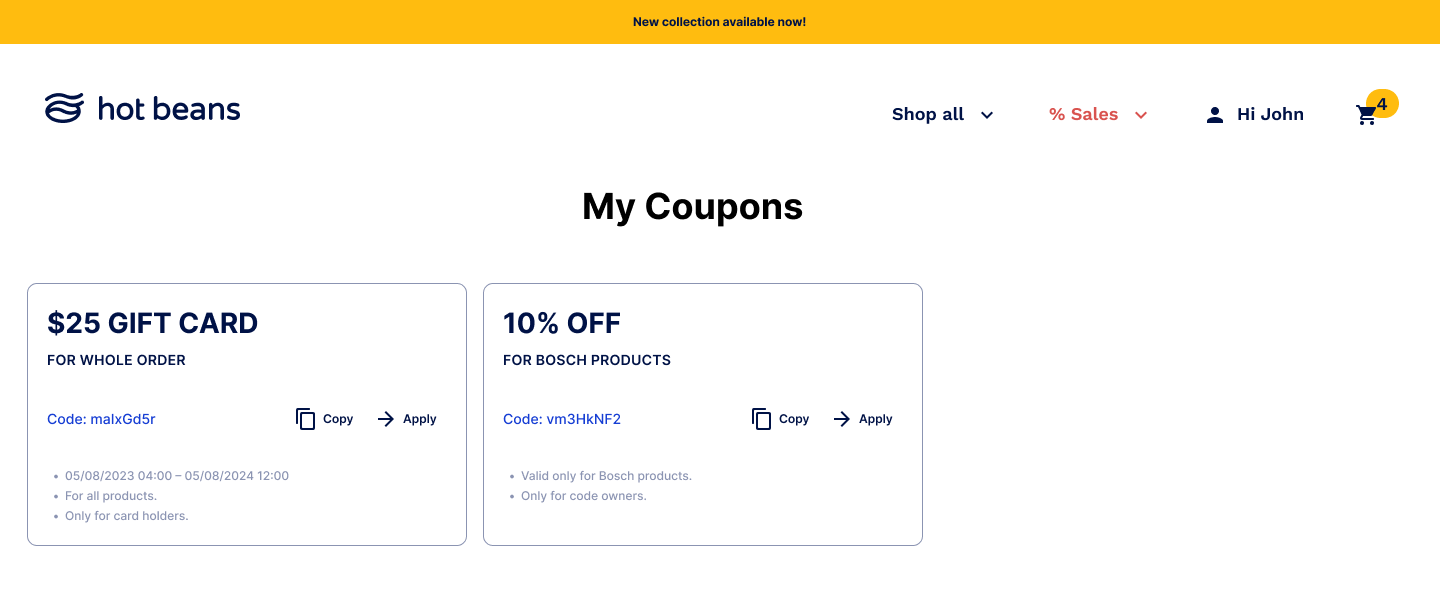 New collection available now!
hot beans
Shop all
% Sales
Hi John
4
My Coupons
$25 GIFT CARD
FOR WHOLE ORDER
Code: malxGd5r
Copy
Apply
05/08/2023 04:00 – 05/08/2024 12:00
For all products.
Only for card holders.
10% OFF
FOR BOSCH PRODUCTS
Code: vm3HkNF2
Copy
Apply
Valid only for Bosch products.
Only for code owners.